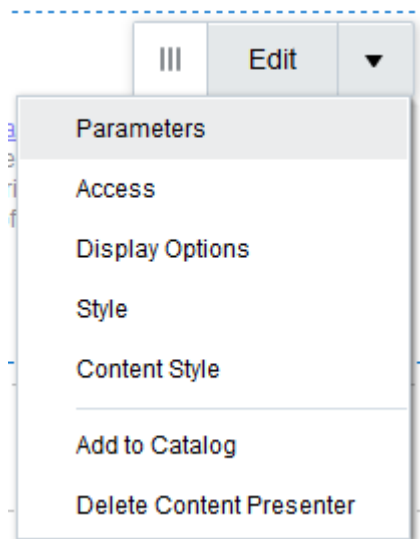 Edit
Parameters
Access
Display Options
Style
Content Style
Add to Catalog
Delete Content Presenter